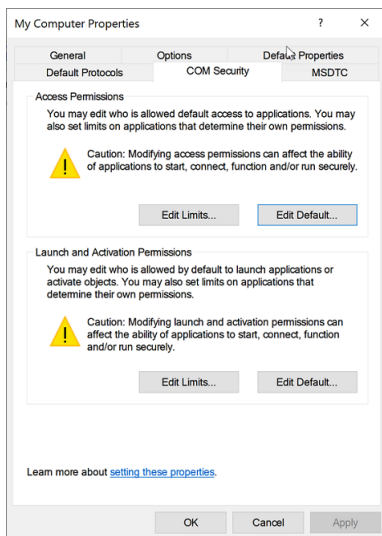 My Computer Properties ? ×
General Options Default Properties
Default Protocols COM Security MSDTC
Access Permissions
You may edit who is allowed default access to applications. You may
also set limits on applications that determine their own permissions.
Caution: Modifying access permissions can affect the ability
of applications to start, connect, function and/or run securely.
Edit Limits... Edit Default...
Launch and Activation Permissions
You may edit who is allowed by default to launch applications or
activate objects. You may also set limits on applications that
determine their own permissions.
Caution: Modifying launch and activation permissions can
affect the ability of applications to start, connect, function
and/or run securely.
Edit Limits... Edit Default...
Learn more about setting these properties.
OK Cancel Apply